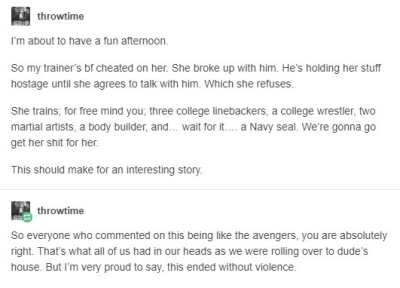 throwtime
I'm about to have a fun afternoon.
So my trainer's bf cheated on her. She broke up with him. He's holding her stuff
hostage until she agrees to talk with him. Which she refuses.
She trains; for free mind you; three college linebackers, a college wrestler, two
martial artists, a body builder, and… wait for it…. a Navy seal. We're gonna go
get her shit for her.
This should make for an interesting story.
throwtime
So everyone who commented on this being like the avengers, you are absolutely
right. That's what all of us had in our heads as we were rolling over to dude's
house. But I'm very proud to say, this ended without violence.